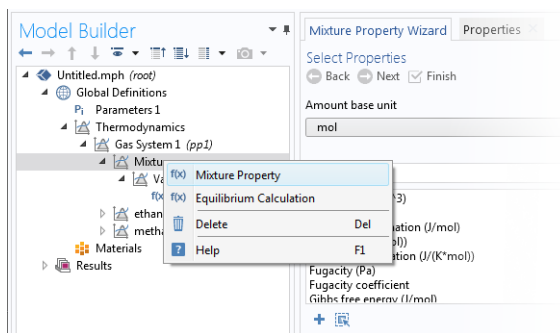 Model Builder
Untitled.mph (root)
Global Definitions
Pi Parameters 1
Thermodynamics
Gas System 1 (pp1)
Mixtu
Va
f(x)
ethan
metha
Materials
Results
f(x) Mixture Property
f(x) Equilibrium Calculation
Delete Del
? Help F1
Mixture Property Wizard Properties
Select Properties
Back Next Finish
Amount base unit
mol
^3)
ation (J/mol)
ol))
ation (J/(K*mol))
Fugacity (Pa)
Fugacity coefficient
Gibbs free energy (J/mol)